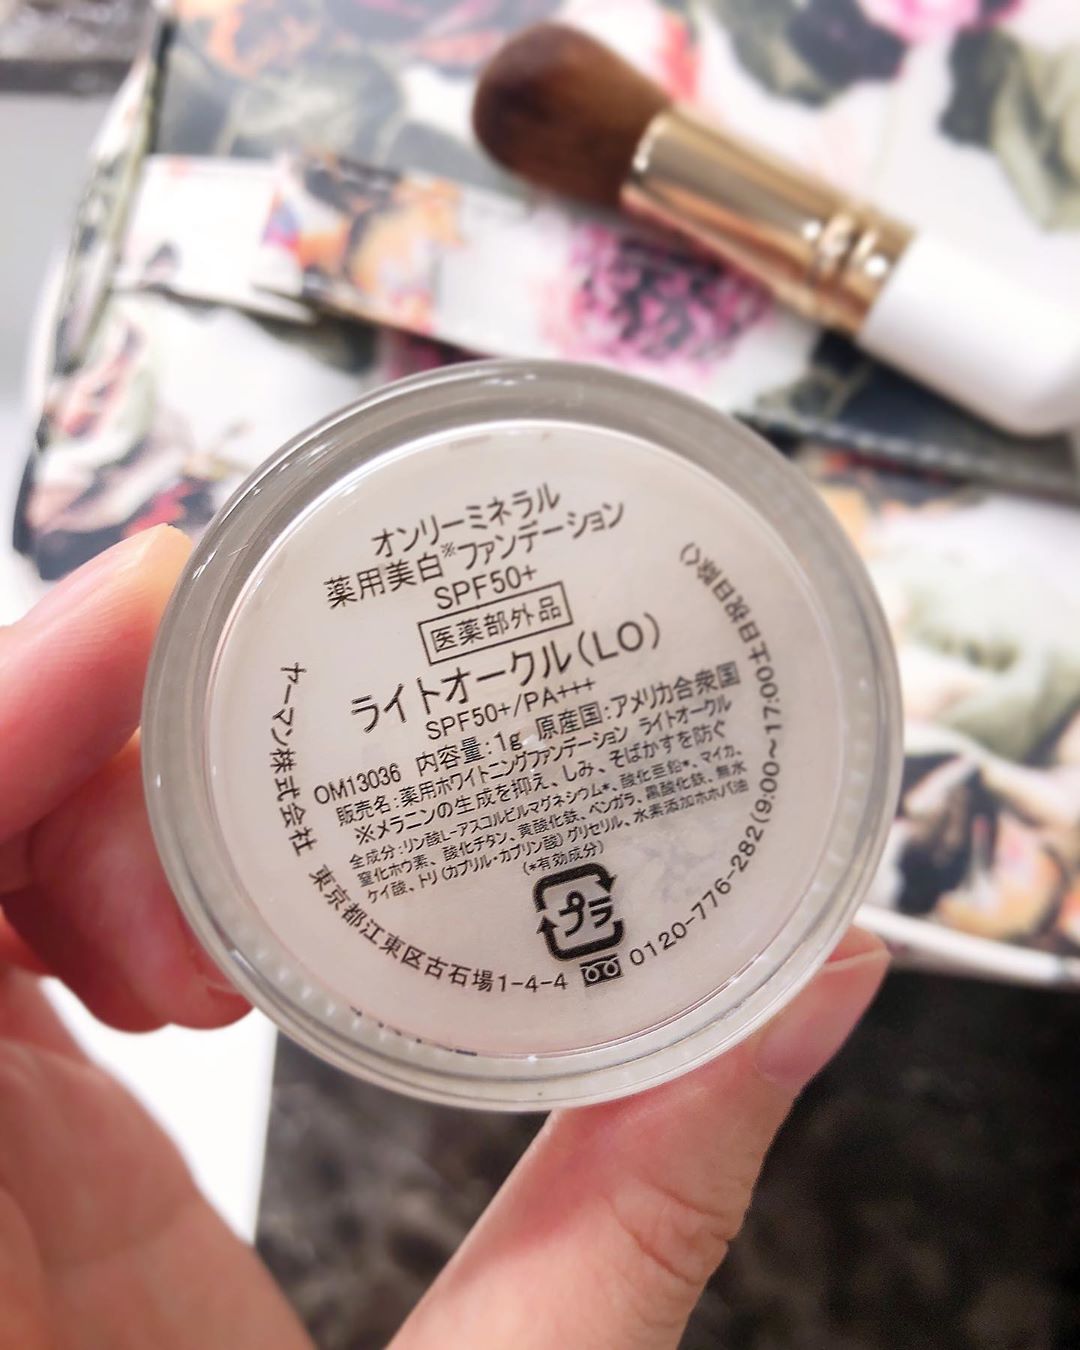 オンリーミネラル
薬用美白※ファンデーション
SPF50+
医薬部外品
ライトオークル(LO)
SPF50+/PA+++
OM13036 内容量:1g 原産国:アメリカ合衆国
販売名:薬用ホワイトニングファンデーション ライトオークル
※メラニンの生成を抑え、しみ、そばかすを防ぐ
全成分:リン酸L-アスコルビルマグネシウム*、酸化亜鉛*、マイカ、
窒化ホウ素、酸化チタン、黄酸化鉄、ベンガラ、黒酸化鉄、無水
ケイ酸、トリ(カプリル・カプリン酸)グリセリル、水素添加ホホバ油
(*有効成分)
プラ
ヤーマン株式会社 東京都江東区古石場1-4-4 0120-776-282(9:00~17:00土日祝日除く)